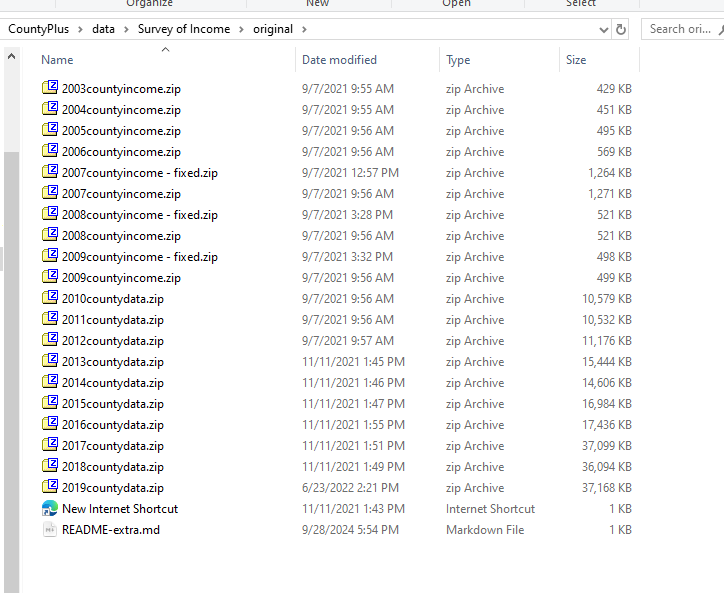 Organize New Open Select
CountyPlus > data > Survey of Income > original > Search ori...
Name Date modified Type Size
2003countyincome.zip 9/7/2021 9:55 AM zip Archive 429 KB
2004countyincome.zip 9/7/2021 9:55 AM zip Archive 451 KB
2005countyincome.zip 9/7/2021 9:56 AM zip Archive 495 KB
2006countyincome.zip 9/7/2021 9:56 AM zip Archive 569 KB
2007countyincome - fixed.zip 9/7/2021 12:57 PM zip Archive 1,264 KB
2007countyincome.zip 9/7/2021 9:56 AM zip Archive 1,271 KB
2008countyincome - fixed.zip 9/7/2021 3:28 PM zip Archive 521 KB
2008countyincome.zip 9/7/2021 9:56 AM zip Archive 521 KB
2009countyincome - fixed.zip 9/7/2021 3:32 PM zip Archive 498 KB
2009countyincome.zip 9/7/2021 9:56 AM zip Archive 499 KB
2010countydata.zip 9/7/2021 9:56 AM zip Archive 10,579 KB
2011countydata.zip 9/7/2021 9:56 AM zip Archive 10,532 KB
2012countydata.zip 9/7/2021 9:57 AM zip Archive 11,176 KB
2013countydata.zip 11/11/2021 1:45 PM zip Archive 15,444 KB
2014countydata.zip 11/11/2021 1:46 PM zip Archive 14,606 KB
2015countydata.zip 11/11/2021 1:47 PM zip Archive 16,984 KB
2016countydata.zip 11/11/2021 1:55 PM zip Archive 17,436 KB
2017countydata.zip 11/11/2021 1:51 PM zip Archive 37,099 KB
2018countydata.zip 11/11/2021 1:49 PM zip Archive 36,094 KB
2019countydata.zip 6/23/2022 2:21 PM zip Archive 37,168 KB
New Internet Shortcut 11/11/2021 1:43 PM Internet Shortcut 1 KB
README-extra.md 9/28/2024 5:54 PM Markdown File 1 KB